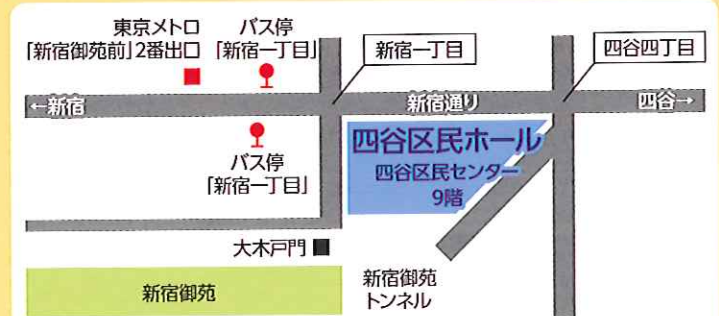 東京メトロ
「新宿御苑前」2番出口
バス停
「新宿一丁目」
新宿一丁目
四谷四丁目
←新宿
新宿通り
四谷→
バス停
「新宿一丁目」
四谷区民ホール
四谷区民センター
9階
大木戸門
新宿御苑
新宿御苑
トンネル